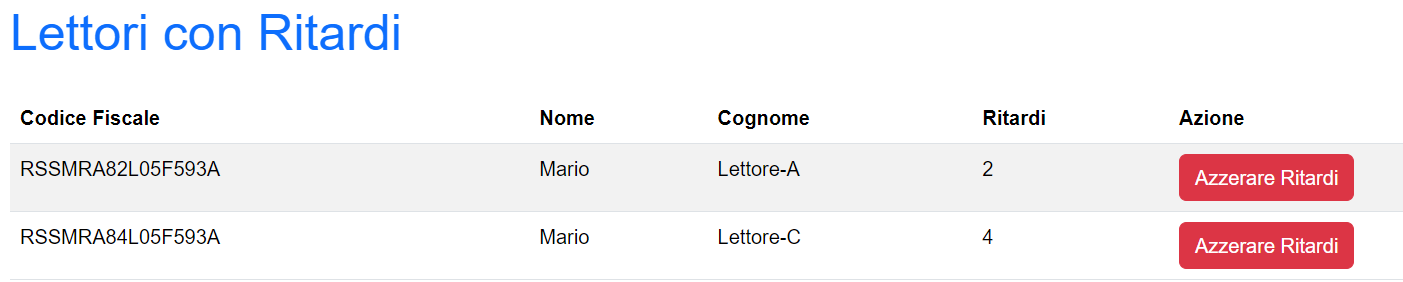 Lettori con Ritardi
Codice Fiscale Nome Cognome Ritardi Azione
RSSMRA82L05F593A Mario Lettore-A 2 Azzerare Ritardi
RSSMRA84L05F593A Mario Lettore-C 4 Azzerare Ritardi